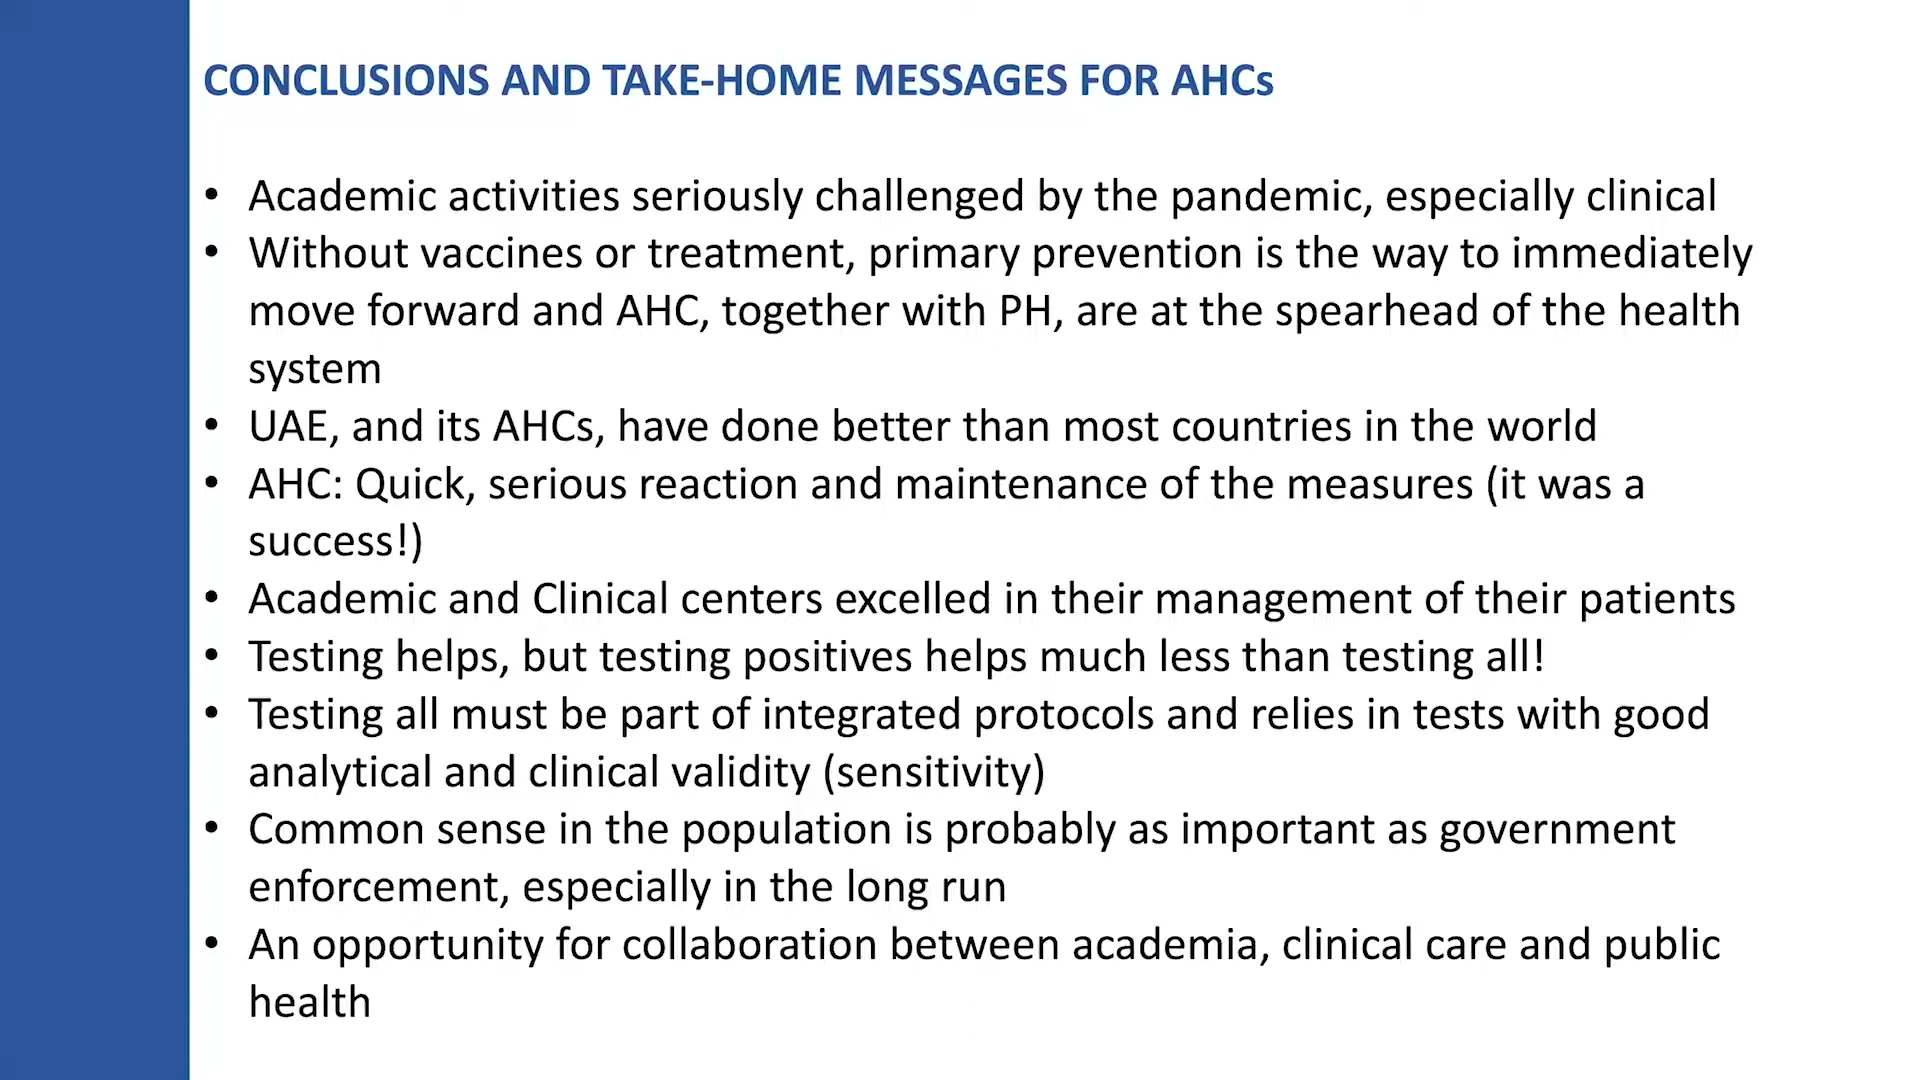 CONCLUSIONS AND TAKE-HOME MESSAGES FOR AHCs
• Academic activities seriously challenged by the pandemic, especially clinical
• Without vaccines or treatment, primary prevention is the way to immediately
move forward and AHC, together with PH, are at the spearhead of the health
system
• UAE, and its AHCs, have done better than most countries in the world
• AHC: Quick, serious reaction and maintenance of the measures (it was a
success!)
• Academic and Clinical centers excelled in their management of their patients
• Testing helps, but testing positives helps much less than testing all!
• Testing all must be part of integrated protocols and relies in tests with good
analytical and clinical validity (sensitivity)
• Common sense in the population is probably as important as government
enforcement, especially in the long run
• An opportunity for collaboration between academia, clinical care and public
health